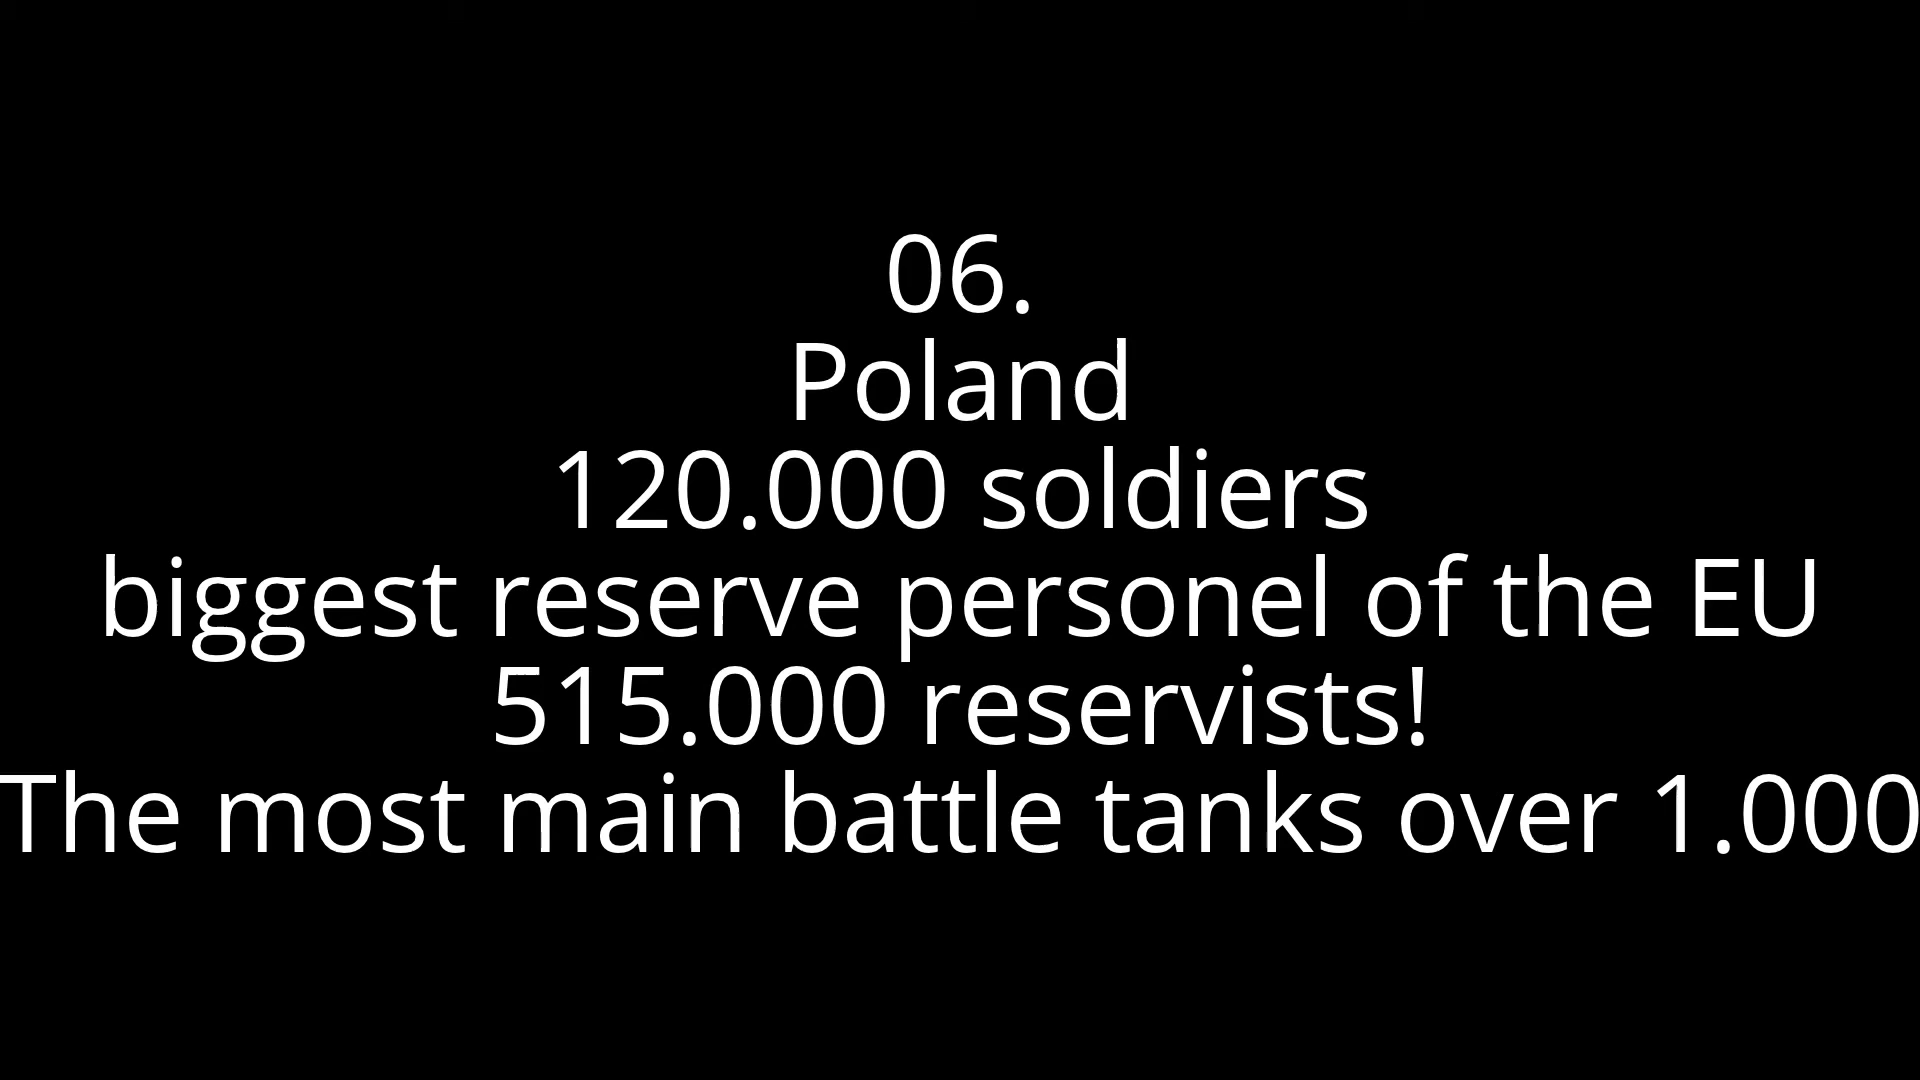 06.
Poland
120.000 soldiers
biggest reserve personel of the EU
515.000 reservists!
The most main battle tanks over 1.000